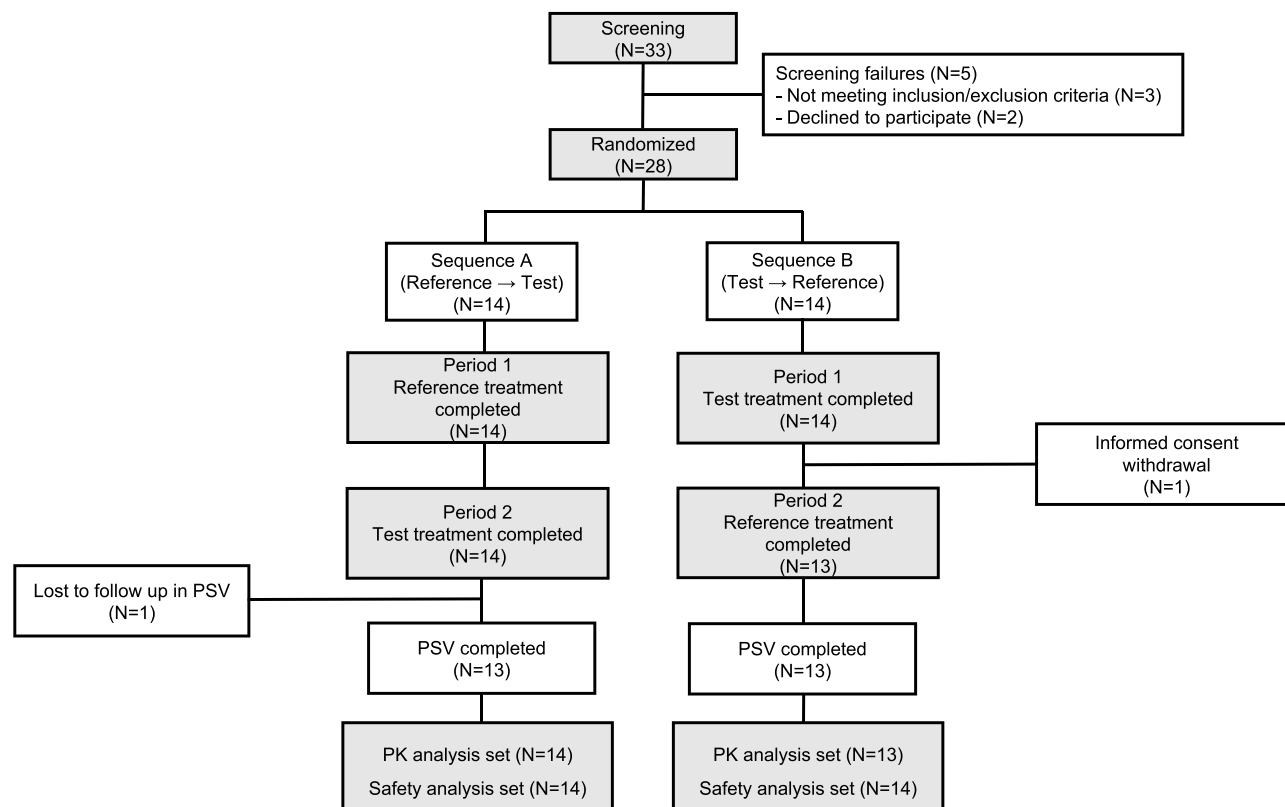 Screening
(N=33)
Screening failures (N=5)
- Not meeting inclusion/exclusion criteria (N=3)
- Declined to participate (N=2)
Randomized
(N=28)
Sequence A
(Reference → Test)
(N=14)
Sequence B
(Test → Reference)
(N=14)
Period 1
Reference treatment
completed
(N=14)
Period 1
Test treatment completed
(N=14)
Informed consent
withdrawal
(N=1)
Period 2
Test treatment completed
(N=14)
Period 2
Reference treatment
completed
(N=13)
Lost to follow up in PSV
(N=1)
PSV completed
(N=13)
PSV completed
(N=13)
PK analysis set (N=14)
Safety analysis set (N=14)
PK analysis set (N=13)
Safety analysis set (N=14)